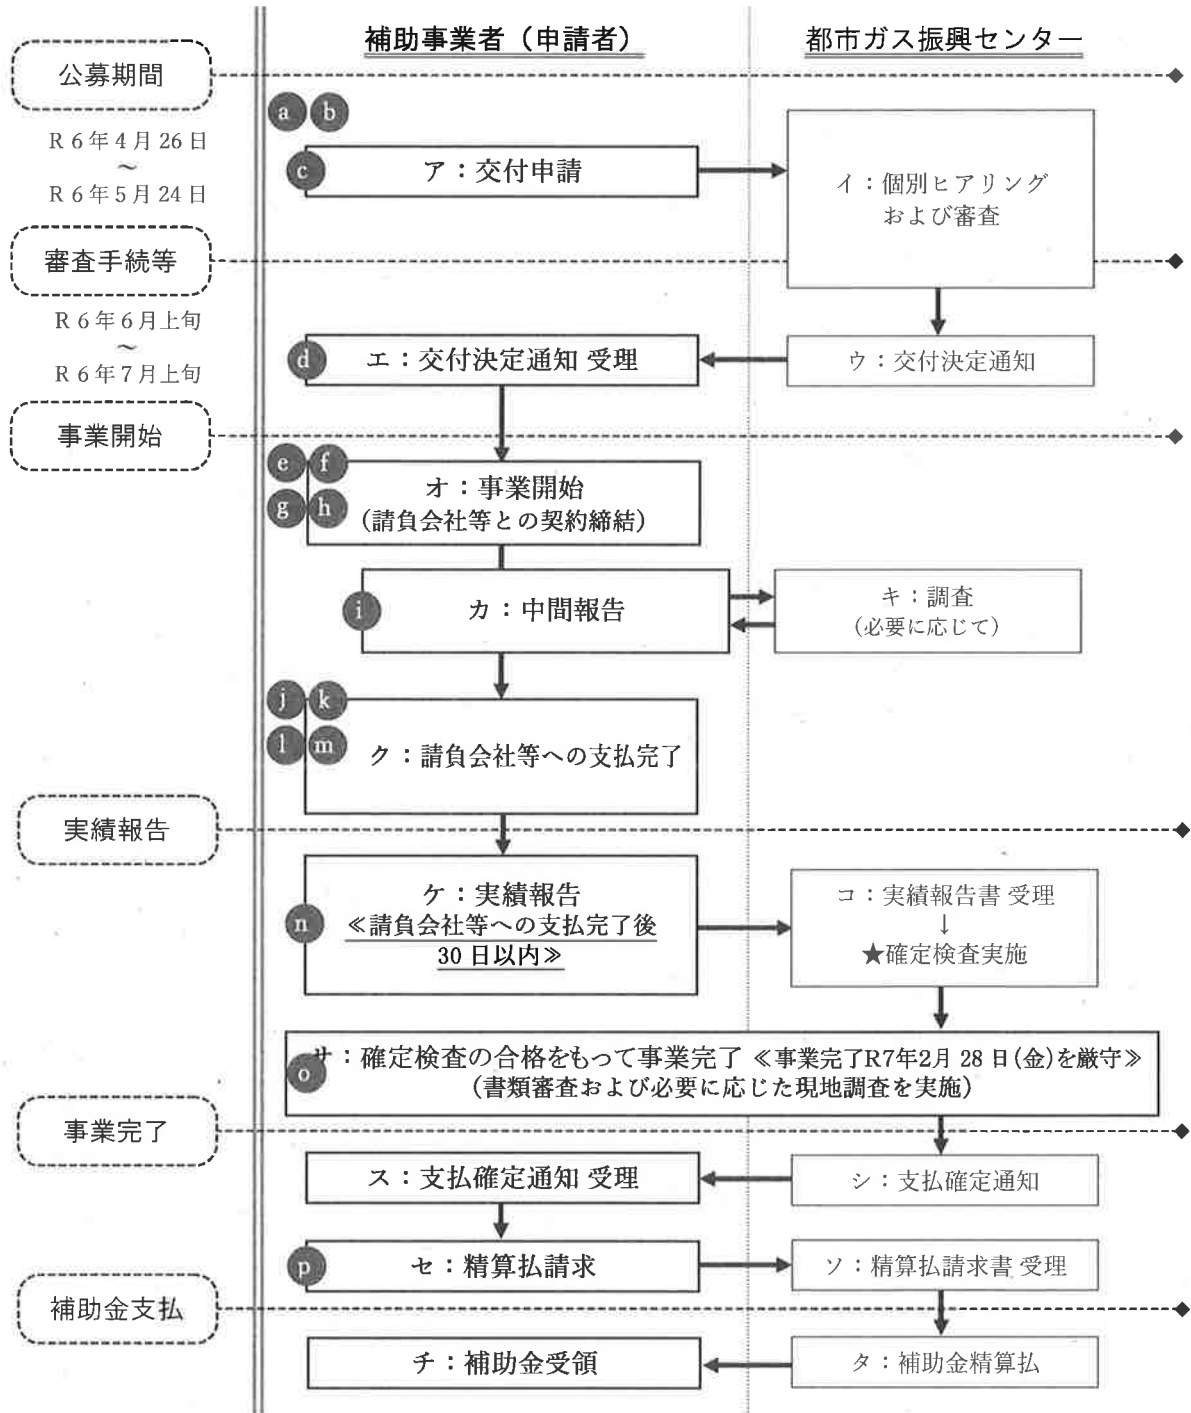 補助事業者（申請者）
都市ガス振興センター
公募期間
a b
R６年４月26日
～
R６年５月24日
c
ア：交付申請
イ：個別ヒアリング
および審査
審査手続等
R６年６月上旬
～
R６年７月上旬
d
エ：交付決定通知 受理
ウ：交付決定通知
事業開始
e f
g h
オ：事業開始
（請負会社等との契約締結）
i
カ：中間報告
キ：調査
（必要に応じて）
j k
l m
ク：請負会社等への支払完了
実績報告
n
ケ：実績報告
≪請負会社等への支払完了後
30 日以内≫
コ：実績報告書 受理
↓
★確定検査実施
o
サ：確定検査の合格をもって事業完了 ≪事業完了R7年2月 28 日(金)を厳守≫
（書類審査および必要に応じた現地調査を実施）
事業完了
ス：支払確定通知 受理
シ：支払確定通知
p
セ：精算払請求
ソ：精算払請求書 受理
補助金支払
チ：補助金受領
タ：補助金精算払